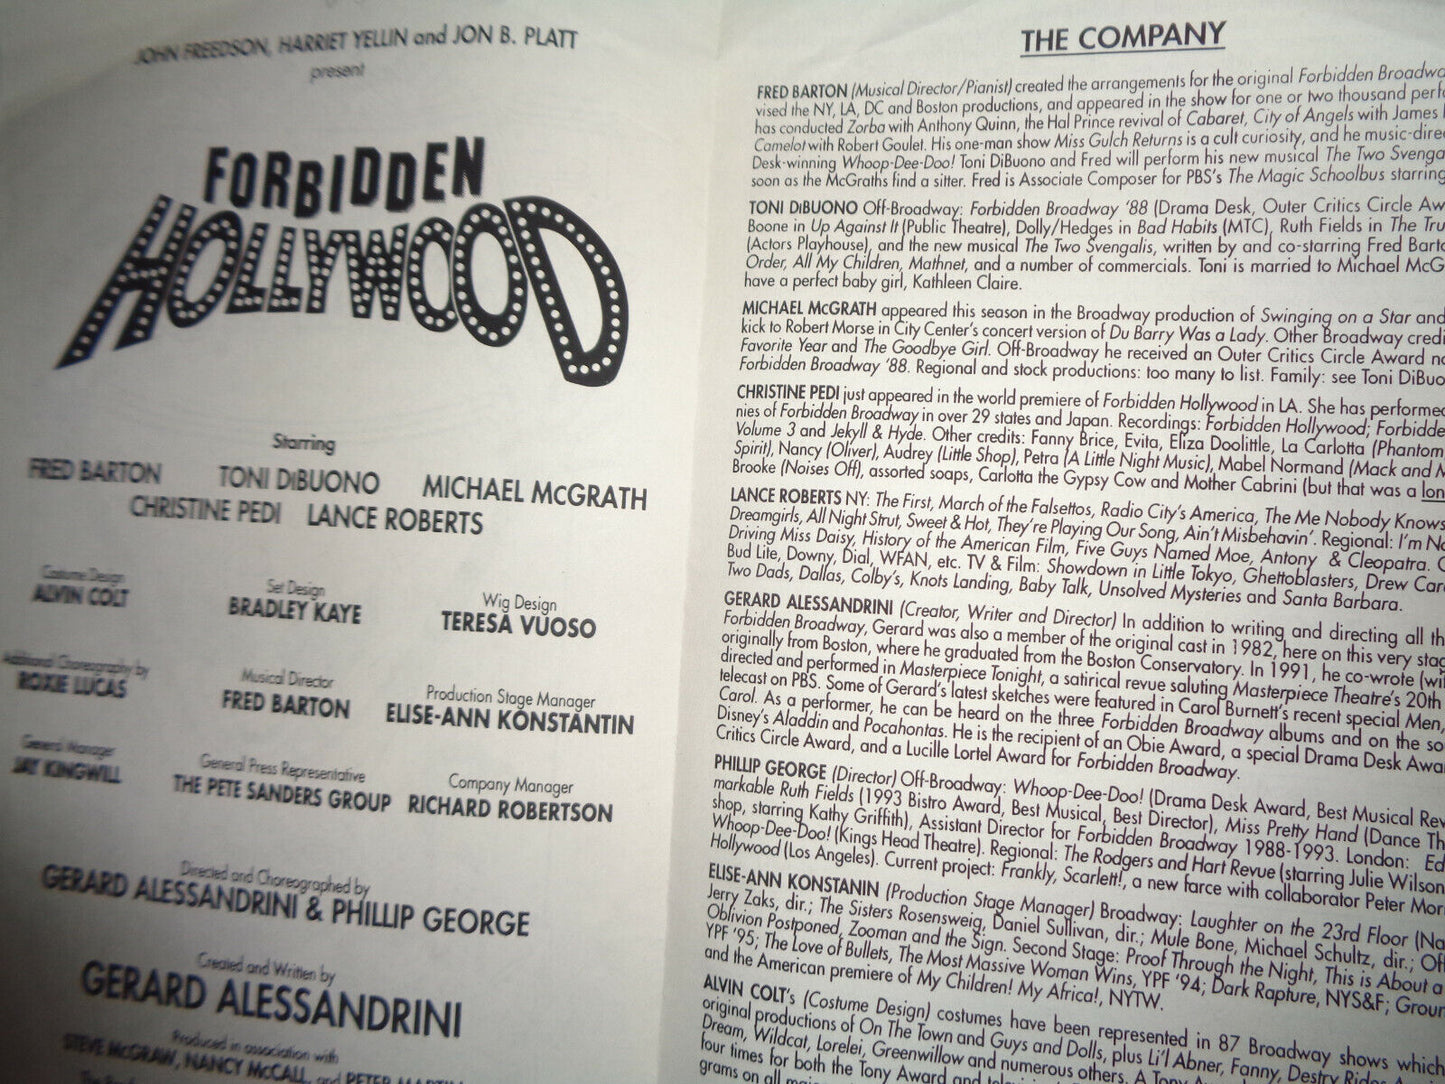 JOHN FREEDSON, HARRIET YELLIN and JON B. PLATT
present
FORBIDDEN
HOLLYWOOD
Starring
FRED BARTON TONI DiBUONO MICHAEL McGRATH
CHRISTINE PEDI LANCE ROBERTS
Costume Design Set Design Wig Design
ALVIN COLT BRADLEY KAYE TERESA VUOSO
Additional Choreography by Musical Director Production Stage Manager
ROXIE LUCAS FRED BARTON ELISE-ANN KONSTANTIN
General Manager General Press Representative Company Manager
JAY KINGWILL THE PETE SANDERS GROUP RICHARD ROBERTSON
Directed and Choreographed by
GERARD ALESSANDRINI & PHILLIP GEORGE
Created and Written by
GERARD ALESSANDRINI
Produced in association with
STEVE McGRAW, NANCY McCALL, and PETER
THE COMPANY
FRED BARTON (Musical Director/Pianist) created the arrangements for the original Forbidden Broadwa
vised the NY, LA, DC and Boston productions, and appeared in the show for one or two thousand perf
has conducted Zorba with Anthony Quinn, the Hal Prince revival of Cabaret, City of Angels with James
Camelot with Robert Goulet. His one-man show Miss Gulch Returns is a cult curiosity, and he music-direc
Desk-winning Whoop-Dee-Doo! Toni DiBuono and Fred will perform his new musical The Two Svenga
soon as the McGraths find a sitter. Fred is Associate Composer for PBS's The Magic Schoolbus starring
TONI DiBUONO Off-Broadway: Forbidden Broadway '88 (Drama Desk, Outer Critics Circle Aw
Boone in Up Against It (Public Theatre), Dolly/Hedges in Bad Habits (MTC), Ruth Fields in The Tru
(Actors Playhouse), and the new musical The Two Svengalis, written by and co-starring Fred Barto
Order, All My Children, Mathnet, and a number of commercials. Toni is married to Michael McG
have a perfect baby girl, Kathleen Claire.
MICHAEL McGRATH appeared this season in the Broadway production of Swinging on a Star and
kick to Robert Morse in City Center's concert version of Du Barry Was a Lady. Other Broadway credi
Favorite Year and The Goodbye Girl. Off-Broadway he received an Outer Critics Circle Award no
Forbidden Broadway '88. Regional and stock productions: too many to list. Family: see Toni DiBuo
CHRISTINE PEDI just appeared in the world premiere of Forbidden Hollywood in LA. She has performed
nies of Forbidden Broadway in over 29 states and Japan. Recordings: Forbidden Hollywood; Forbidde
Volume 3 and Jekyll & Hyde. Other credits: Fanny Brice, Evita, Eliza Doolittle, La Carlotta (Phantom
Spirit), Nancy (Oliver), Audrey (Little Shop), Petra (A Little Night Music), Mabel Normand (Mack and M
Brooke (Noises Off), assorted soaps, Carlotta the Gypsy Cow and Mother Cabrini (but that was a lon
LANCE ROBERTS NY: The First, March of the Falsettos, Radio City's America, The Me Nobody Knows
Dreamgirls, All Night Strut, Sweet & Hot, They're Playing Our Song, Ain't Misbehavin'. Regional: I'm No
Driving Miss Daisy, History of the American Film, Five Guys Named Moe, Antony & Cleopatra. C
Bud Lite, Downy, Dial, WFAN, etc. TV & Film: Showdown in Little Tokyo, Ghettoblasters, Drew Care
Two Dads, Dallas, Colby's, Knots Landing, Baby Talk, Unsolved Mysteries and Santa Barbara.
GERARD ALESSANDRINI (Creator, Writer and Director) In addition to writing and directing all th
Forbidden Broadway, Gerard was also a member of the original cast in 1982, here on this very stag
originally from Boston, where he graduated from the Boston Conservatory. In 1991, he co-wrote (wi
directed and performed in Masterpiece Tonight, a satirical revue saluting Masterpiece Theatre's 20th
telecast on PBS. Some of Gerard's latest sketches were featured in Carol Burnett's recent special Men,
Carol. As a performer, he can be heard on the three Forbidden Broadway albums and on the so
Disney's Aladdin and Pocahontas. He is the recipient of an Obie Award, a special Drama Desk Awa
Critics Circle Award, and a Lucille Lortel Award for Forbidden Broadway.
PHILLIP GEORGE (Director) Off-Broadway: Whoop-Dee-Doo! (Drama Desk Award, Best Musical Rev
markable Ruth Fields (1993 Bistro Award, Best Musical, Best Director), Miss Pretty Hand (Dance Th
shop, starring Kathy Griffith), Assistant Director for Forbidden Broadway 1988-1993. London: Ed
Whoop-Dee-Doo! (Kings Head Theatre). Regional: The Rodgers and Hart Revue (starring Julie Wilson
Hollywood (Los Angeles). Current project: Frankly, Scarlett!, a new farce with collaborator Peter Mor
ELISE-ANN KONSTANIN (Production Stage Manager) Broadway: Laughter on the 23rd Floor (Na
Jerry Zaks, dir.; The Sisters Rosensweig, Daniel Sullivan, dir.; Mule Bone, Michael Schultz, dir.; Off
Oblivion Postponed, Zooman and the Sign. Second Stage: Proof Through the Night, This is About a
YPF '95; The Love of Bullets, The Most Massive Woman Wins, YPF '94; Dark Rapture, NYS&F; Groun
and the American premiere of My Children! My Africa!, NYTW.
ALVIN COLT's (Costume Design) costumes have been represented in 87 Broadway shows which
original productions of On The Town and Guys and Dolls, plus Li'l Abner, Fanny, Destry Rid
Dream, Wildcat, Lorelei, Greenwillow and numerous others. A Tony
four times for both the Tony Award and
grams on all